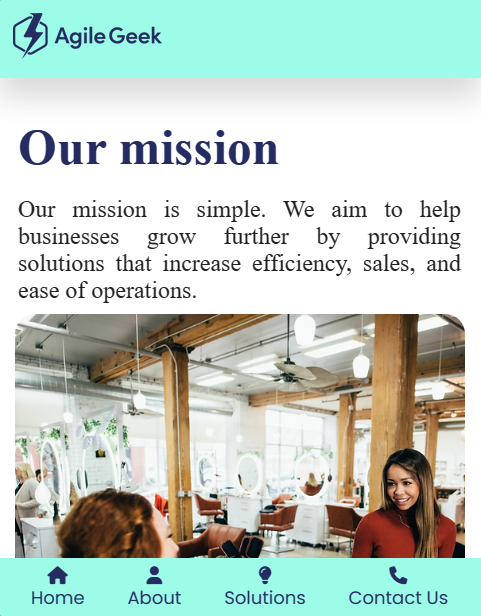 Agile Geek
Our mission
Our mission is simple. We aim to help
businesses grow further by providing
solutions that increase efficiency, sales, and
ease of operations.
Home About Solutions Contact Us